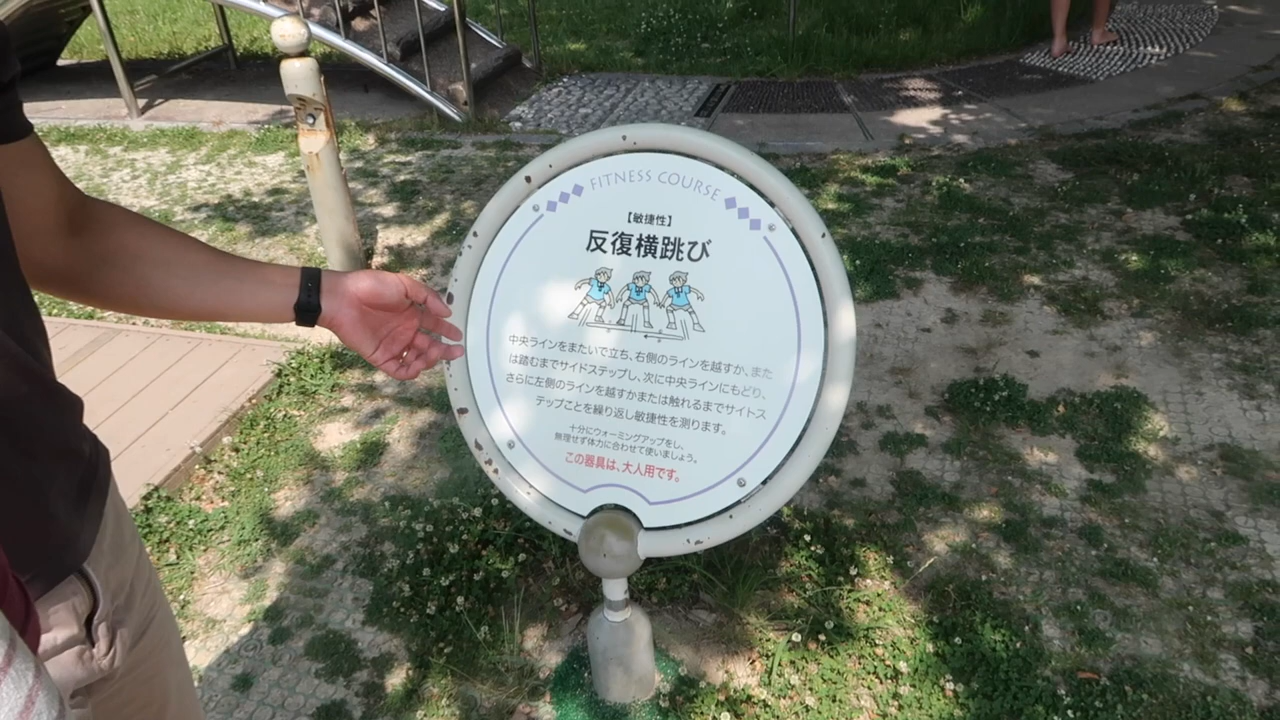 FITNESS COURSE
【敏捷性】
反復横跳び
中央ラインをまたいで立ち、右側のラインを越すか、また
は踏むまでサイドステップし、次に中央ラインにもどり、
さらに左側のラインを越すかまたは触れるまでサイドス
テップことを繰り返し敏捷性を測ります。
十分にウォーミングアップをし、
無理せず体力に合わせて使いましょう。
この器具は、大人用です。